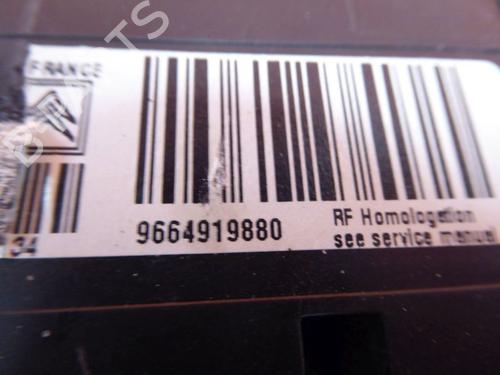 FRANCE
34
9664919880
RF Homologation
see service manual